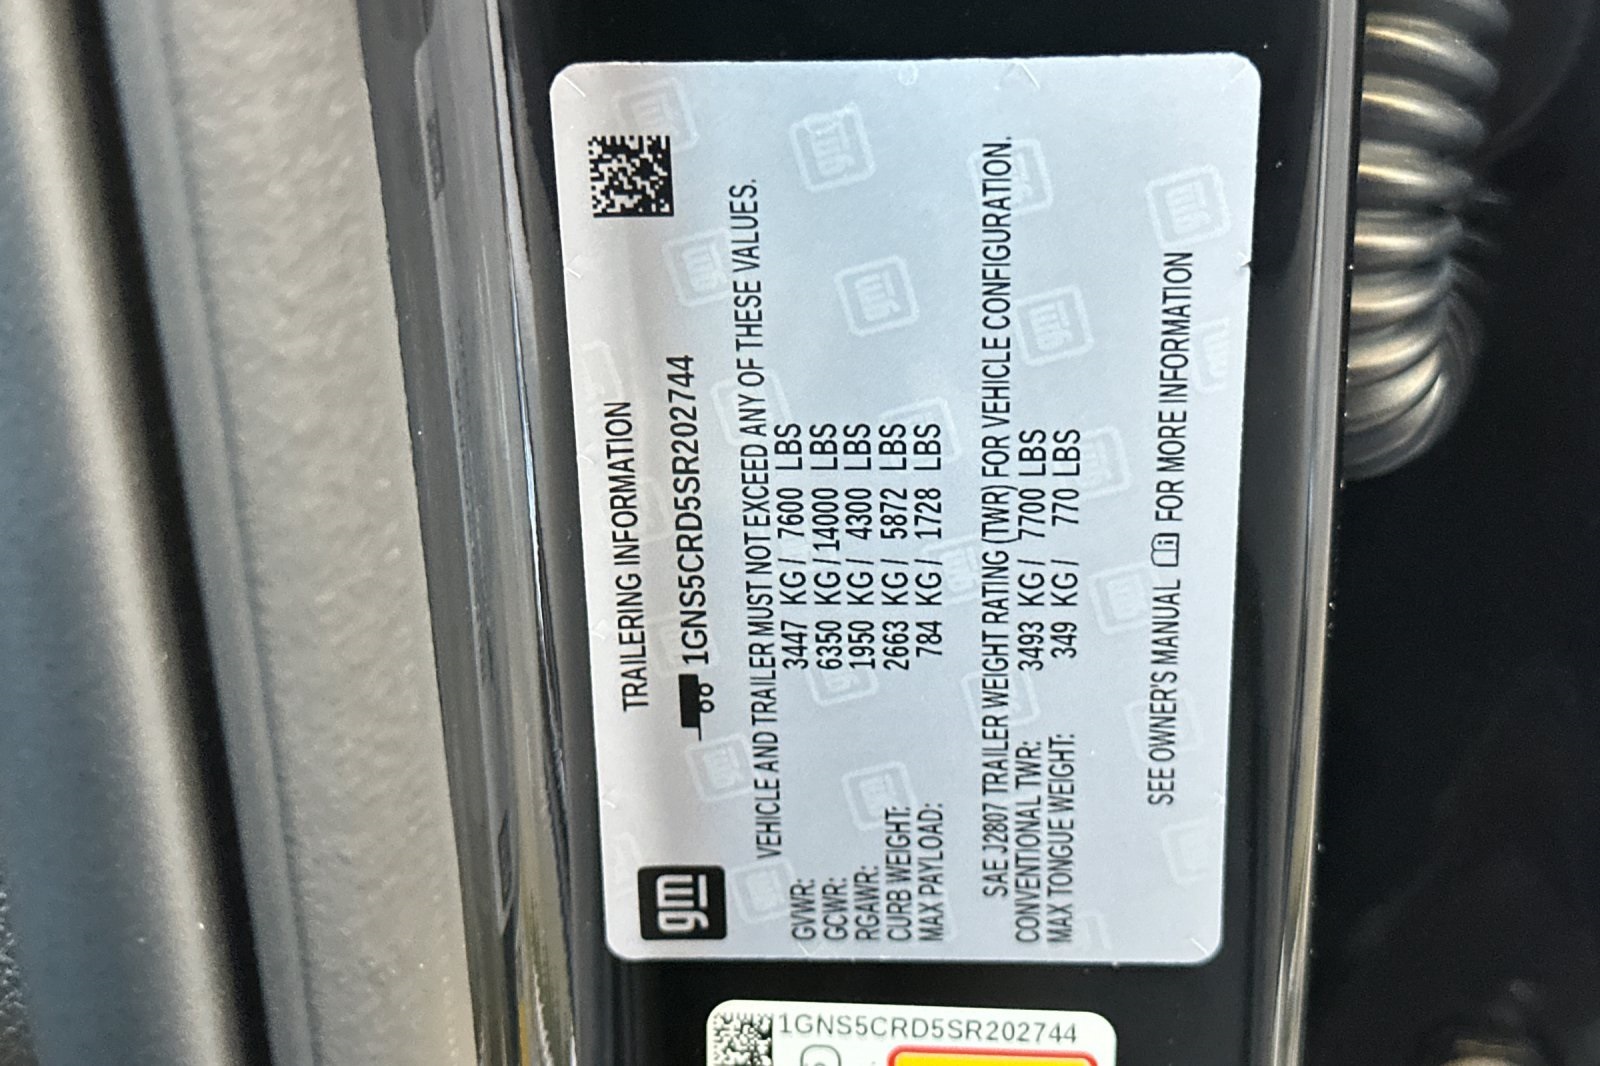 gm
TRAILERING INFORMATION
1GNS5CRD5SR202744
VEHICLE AND TRAILER MUST NOT EXCEED ANY OF THESE VALUES.
GVWR: 3447 KG / 7600 LBS
GCWR: 6350 KG / 14000 LBS
RGAWR: 1950 KG / 4300 LBS
CURB WEIGHT: 2663 KG / 5872 LBS
MAX PAYLOAD: 784 KG / 1728 LBS
SAE J2807 TRAILER WEIGHT RATING (TWR) FOR VEHICLE CONFIGURATION.
CONVENTIONAL TWR: 3493 KG / 7700 LBS
MAX TONGUE WEIGHT: 349 KG / 770 LBS
SEE OWNER'S MANUAL FOR MORE INFORMATION
1GNS5CRD5SR202744